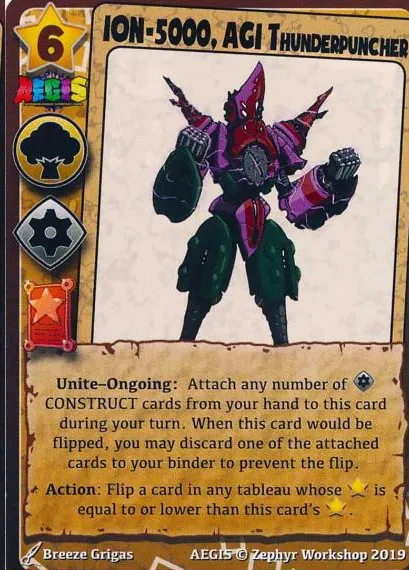 6
ION-5000, AGI THUNDERPUNCHER
AEGIS
Unite–Ongoing: Attach any number of
CONSTRUCT cards from your hand to this card
during your turn. When this card would be
flipped, you may discard one of the attached
cards to your binder to prevent the flip.
Action: Flip a card in any tableau whose is
equal to or lower than this card's .
Breeze Grigas AEGIS © Zephyr Workshop 2019